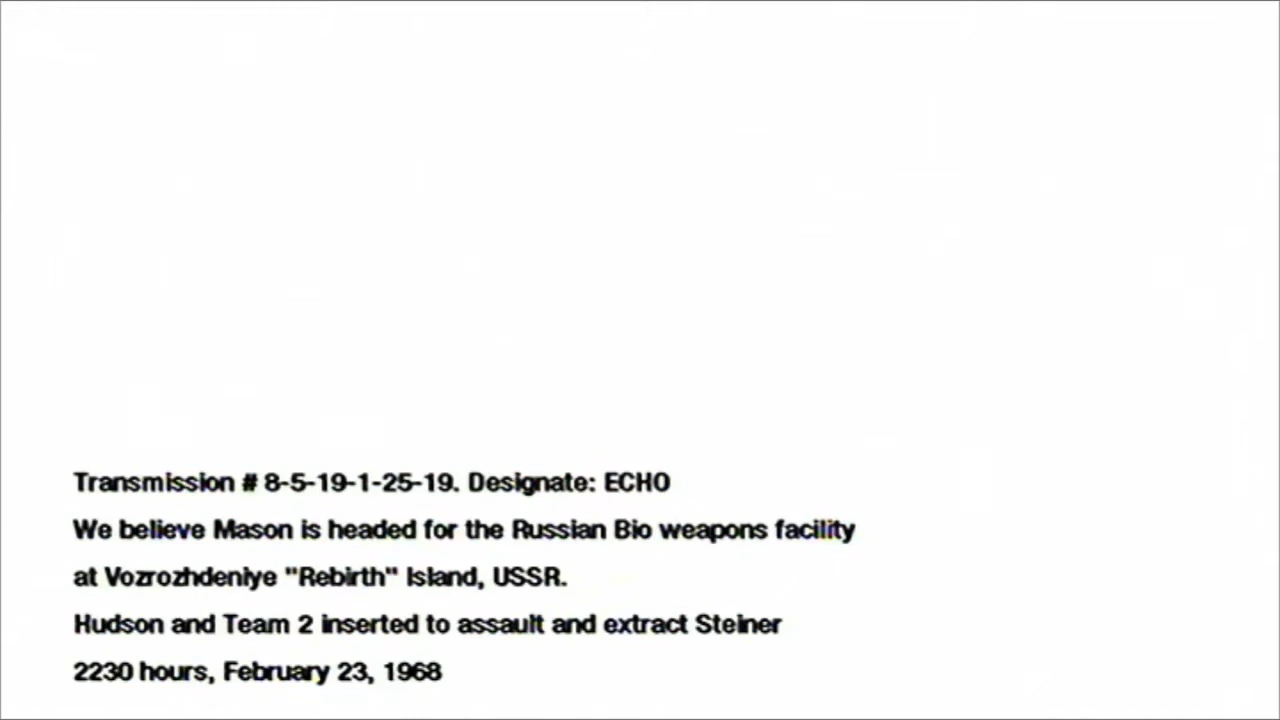 Transmission # 8-5-19-1-25-19. Designate: ECHO
We believe Mason is headed for the Russian Bio weapons facility
at Vozrozhdeniye "Rebirth" Island, USSR.
Hudson and Team 2 inserted to assault and extract Steiner
2230 hours, February 23, 1968